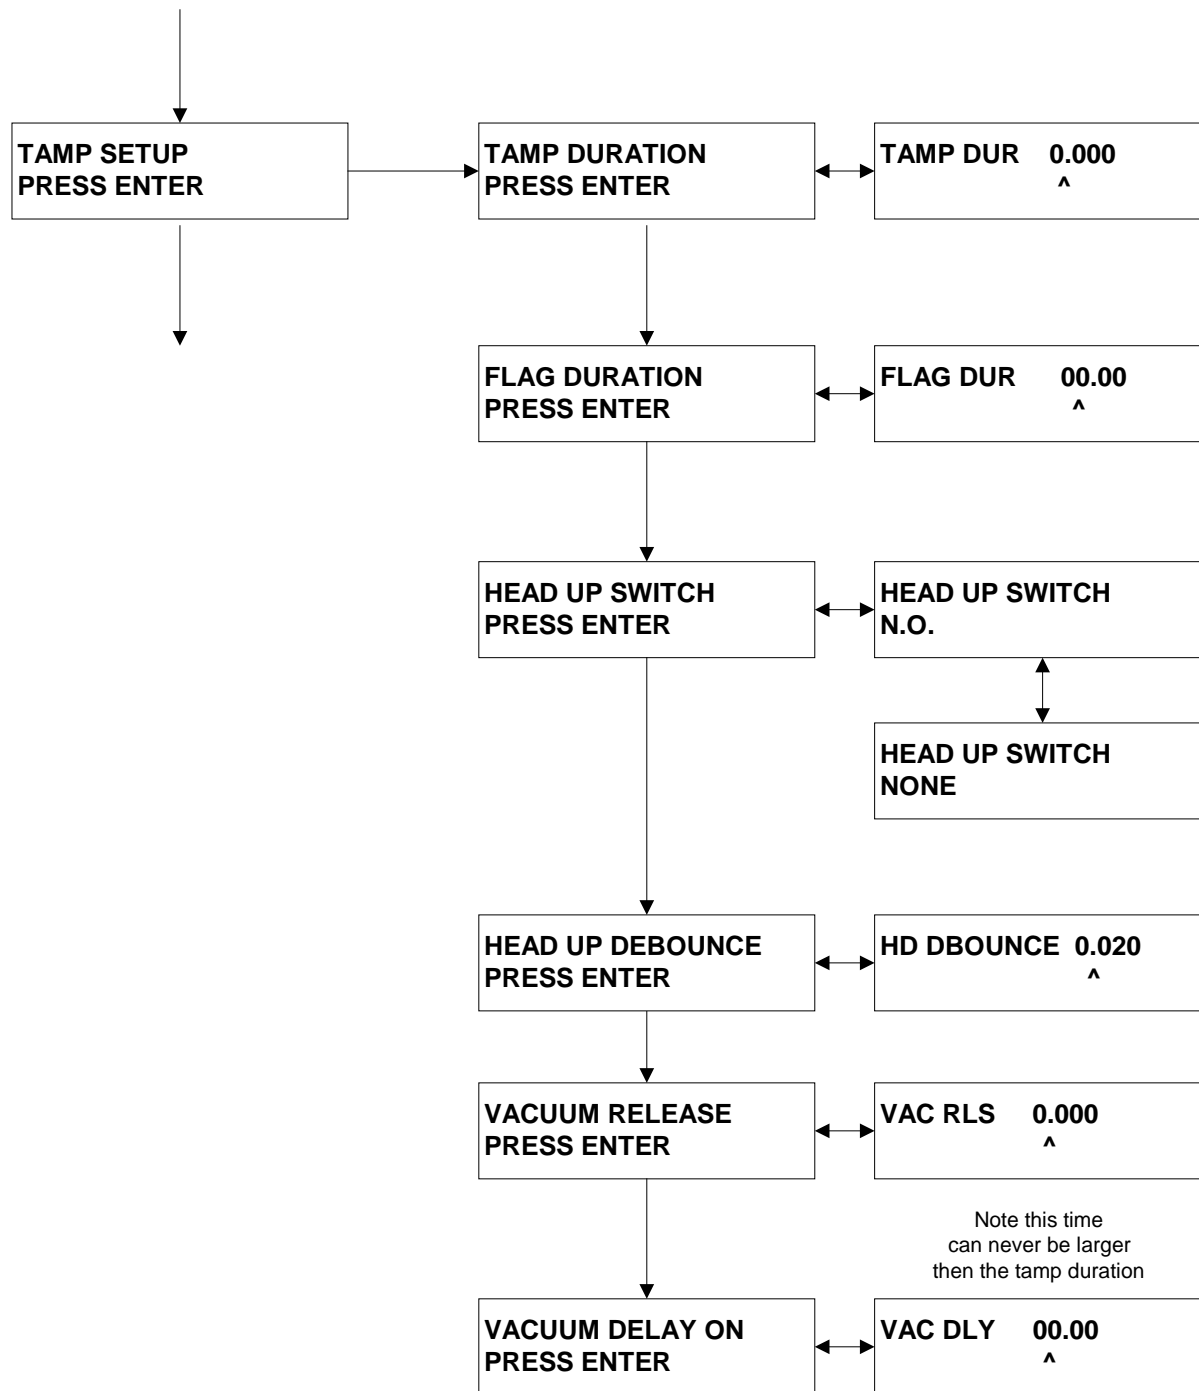 TAMP SETUP
PRESS ENTER
TAMP DURATION
PRESS ENTER
TAMP DUR 0.000
^
FLAG DURATION
PRESS ENTER
FLAG DUR 00.00
^
HEAD UP SWITCH
PRESS ENTER
HEAD UP SWITCH
N.O.
HEAD UP SWITCH
NONE
HEAD UP DEBOUNCE
PRESS ENTER
HD DBOUNCE 0.020
^
VACUUM RELEASE
PRESS ENTER
VAC RLS 0.000
^
Note this time
can never be larger
then the tamp duration
VACUUM DELAY ON
PRESS ENTER
VAC DLY 00.00
^